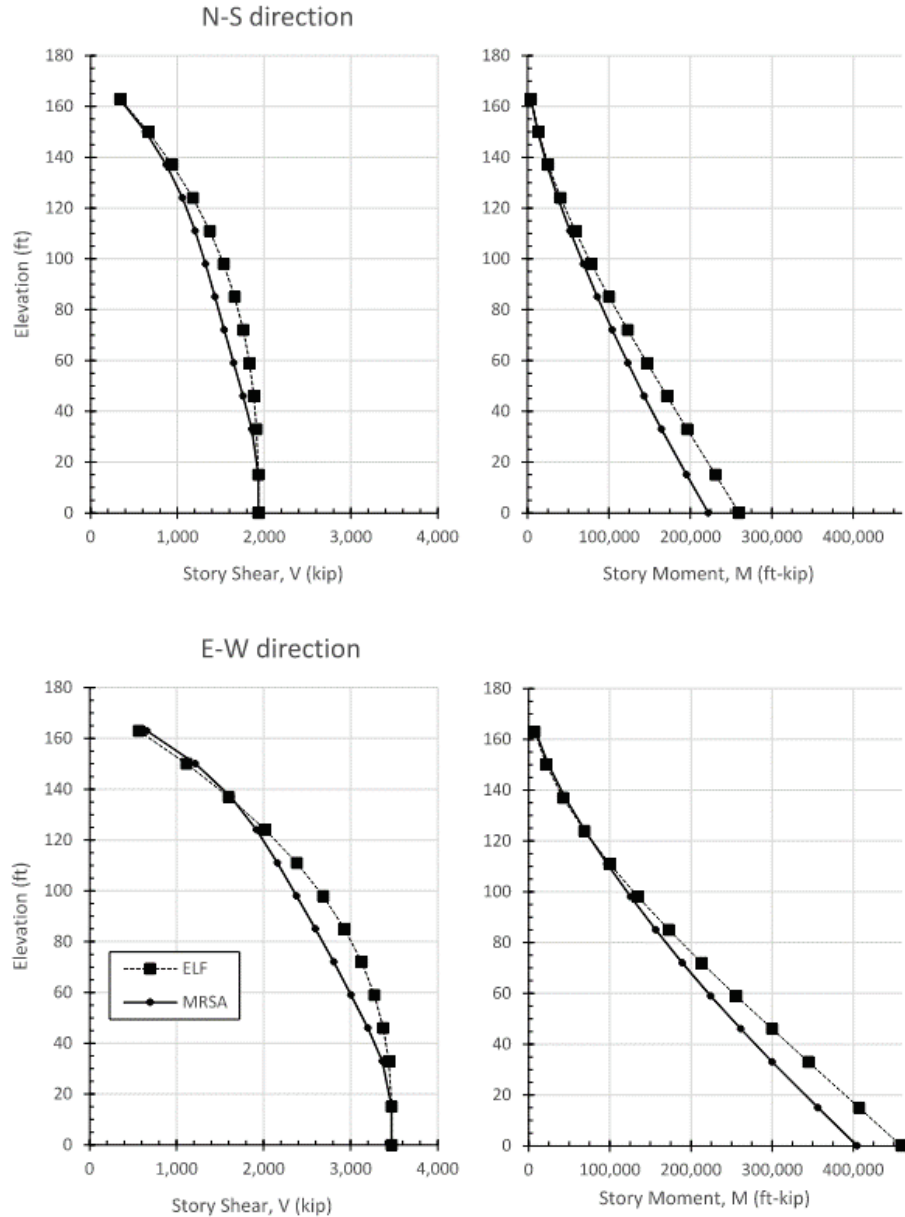 N-S direction
180
160
140
120
100
80
60
40
20
0
Elevation (ft)
0 1,000 2,000 3,000 4,000
Story Shear, V (kip)
180
160
140
120
100
80
60
40
20
0
0 100,000 200,000 300,000 400,000
Story Moment, M (ft-kip)
E-W direction
180
160
140
120
100
80
60
40
20
0
Elevation (ft)
ELF
MRSA
0 1,000 2,000 3,000 4,000
Story Shear, V (kip)
180
160
140
120
100
80
60
40
20
0
0 100,000 200,000 300,000 400,000
Story Moment, M (ft-kip)